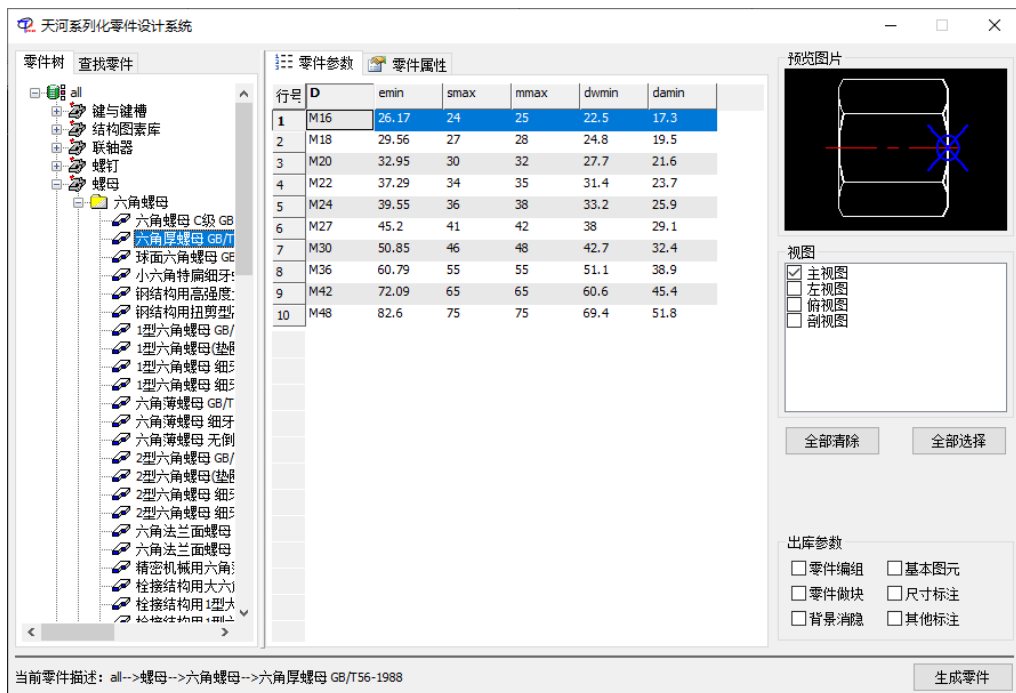 天河系列化零件设计系统
零件树 查找零件
all
键与键槽
结构图素库
联轴器
螺钉
螺母
六角螺母
六角螺母 C级 GB
六角厚螺母 GB/T
球面六角螺母 GB
小六角特扁细牙
钢结构用高强度
钢结构用扭剪型
1型六角螺母 GB/
1型六角螺母(垫圈
1型六角螺母 细牙
1型六角螺母 细牙
六角薄螺母 GB/T
六角薄螺母 细牙
六角薄螺母 无倒
2型六角螺母 GB/
2型六角螺母(垫圈
2型六角螺母 细牙
2型六角螺母 细牙
六角法兰面螺母
六角法兰面螺母
精密机械用六角
栓接结构用大六
栓接结构用1型大
零件参数 零件属性
行号 D emin smax mmax dwmin damin
1 M16 26.17 24 25 22.5 17.3
2 M18 29.56 27 28 24.8 19.5
3 M20 32.95 30 32 27.7 21.6
4 M22 37.29 34 35 31.4 23.7
5 M24 39.55 36 38 33.2 25.9
6 M27 45.2 41 42 38 29.1
7 M30 50.85 46 48 42.7 32.4
8 M36 60.79 55 55 51.1 38.9
9 M42 72.09 65 65 60.6 45.4
10 M48 82.6 75 75 69.4 51.8
预览图片
视图
主视图
左视图
俯视图
剖视图
全部清除 全部选择
出库参数
零件编组 基本图元
零件做块 尺寸标注
背景消隐 其他标注
当前零件描述：all-->螺母-->六角螺母-->六角厚螺母 GB/T56-1988
生成零件